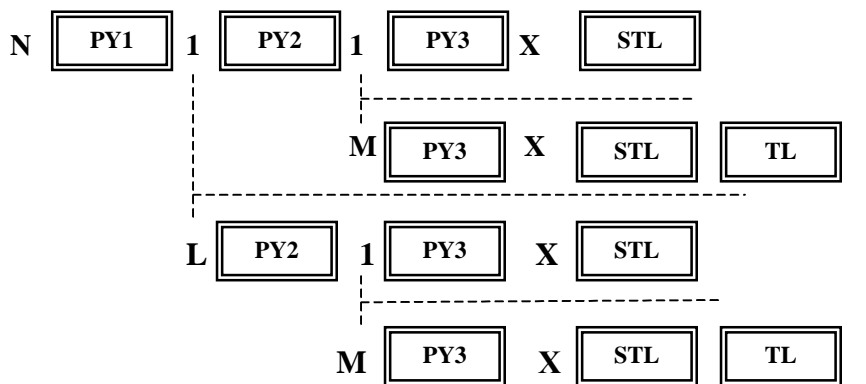 N PY1 1 PY2 1 PY3 X STL
M PY3 X STL TL
L PY2 1 PY3 X STL
M PY3 X STL TL